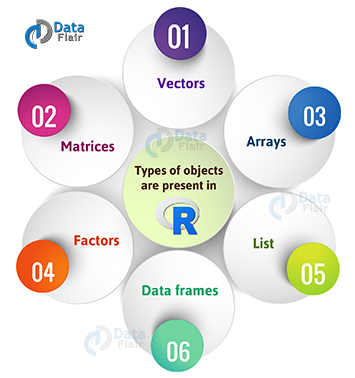 Data
Flair
01
Vectors
02
Matrices
03
Arrays
Data
Flair
Types of objects
are present in
R
Data
Flair
04
Factors
List
05
Data frames
Data
Flair
06